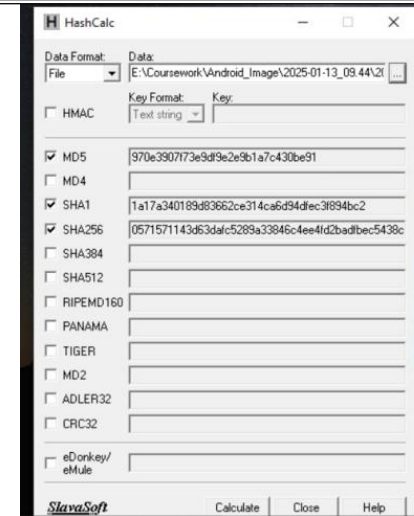 H HashCalc
Data Format: Data:
File E:\Coursework\Android_Image\2025-01-13_09.44\2( ...
Key Format: Key:
HMAC Text string
MD5 970e3907f73e9df9e2e9b1a7c430be91
MD4
SHA1 1a17a340189d83662ce314ca6d94dfec3f894bc2
SHA256 0571571143d63dafc5289a33846c4ee4fd2badfbec5438c
SHA384
SHA512
RIPEMD160
PANAMA
TIGER
MD2
ADLER32
CRC32
eDonkey/
eMule
SlavaSoft Calculate Close Help